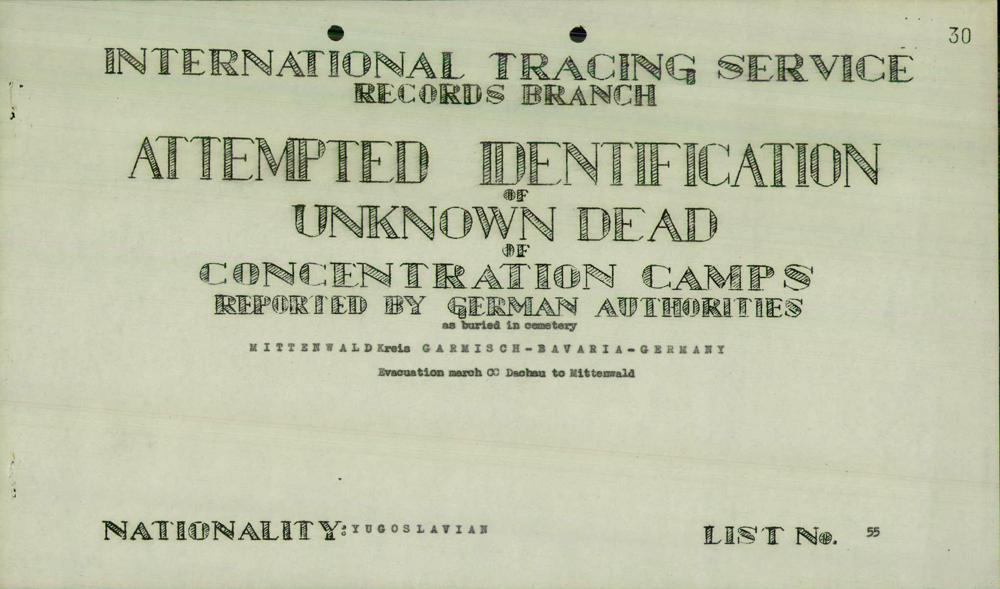 30
INTERNATIONAL TRACING SERVICE
RECORDS BRANCH
ATTEMPTED IDENTIFICATION
OF
UNKNOWN DEAD
OF
CONCENTRATION CAMPS
REPORTED BY GERMAN AUTHORITIES
as buried in cemetery
MITTENWALD Kreis GARMISCH-BAVARIA-GERMANY
Evacuation march CC Dachau to Mittenwald
NATIONALITY: YUGOSLAVIAN
LIST No. 55